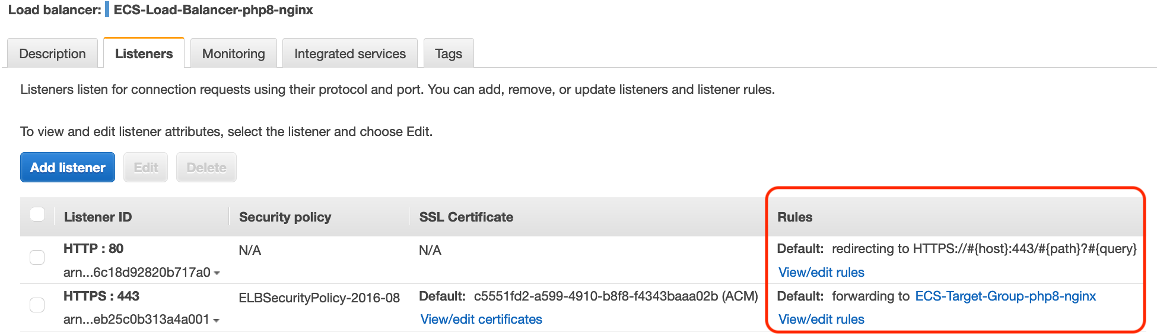 Load balancer: ECS-Load-Balancer-php8-nginx
Description Listeners Monitoring Integrated services Tags
Listeners listen for connection requests using their protocol and port. You can add, remove, or update listeners and listener rules.
To view and edit listener attributes, select the listener and choose Edit.
Add listener Edit Delete
Listener ID Security policy SSL Certificate Rules
HTTP : 80 N/A N/A Default: redirecting to HTTPS://#{host}:443/#{path}?#{query}
arn...6c18d92820b717a0 View/edit rules
HTTPS : 443 ELBSecurityPolicy-2016-08 Default: c5551fd2-a599-4910-b8f8-f4343baaa02b (ACM) Default: forwarding to ECS-Target-Group-php8-nginx
arn...eb25c0b313a4a001 View/edit certificates View/edit rules